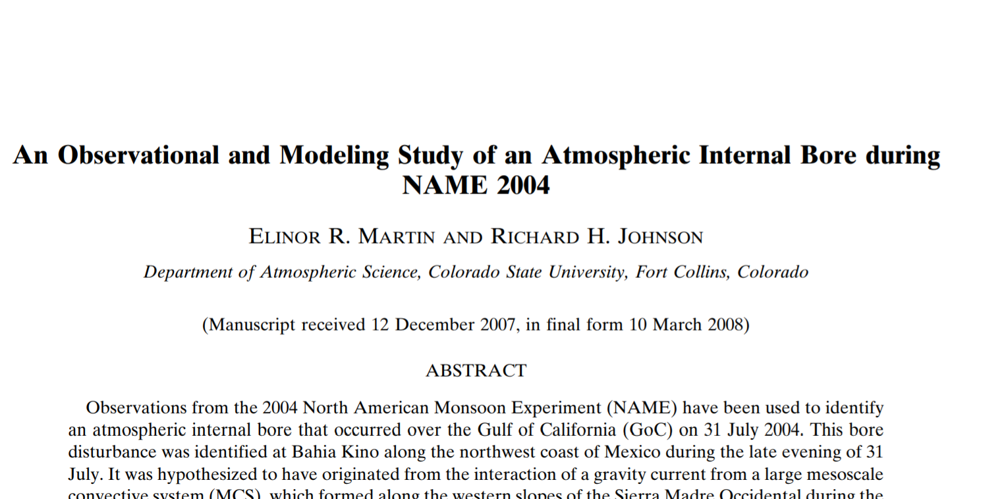 An Observational and Modeling Study of an Atmospheric Internal Bore during
NAME 2004
ELINOR R. MARTIN AND RICHARD H. JOHNSON
Department of Atmospheric Science, Colorado State University, Fort Collins, Colorado
(Manuscript received 12 December 2007, in final form 10 March 2008)
ABSTRACT
Observations from the 2004 North American Monsoon Experiment (NAME) have been used to identify
an atmospheric internal bore that occurred over the Gulf of California (GoC) on 31 July 2004. This bore
disturbance was identified at Bahia Kino along the northwest coast of Mexico during the late evening of 31
July. It was hypothesized to have originated from the interaction of a gravity current from a large mesoscale
convective system (MCS), which formed along the western slopes of the Sierra Madre Occidental during the